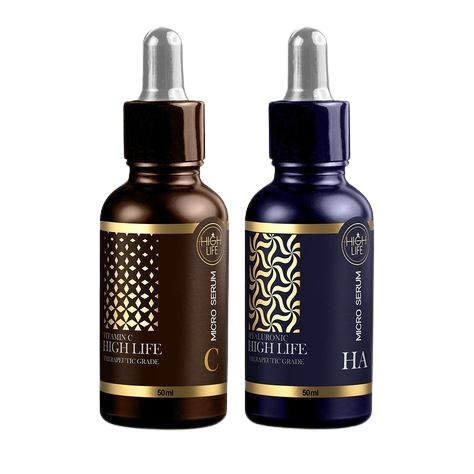 HIGH
LIFE
MICRO SERUM
VITAMIN C
HIGH LIFE
THERAPEUTIC GRADE
C
50ml
HIGH
LIFE
MICRO SERUM
HYALURONIC
HIGH LIFE
THERAPEUTIC GRADE
HA
50ml